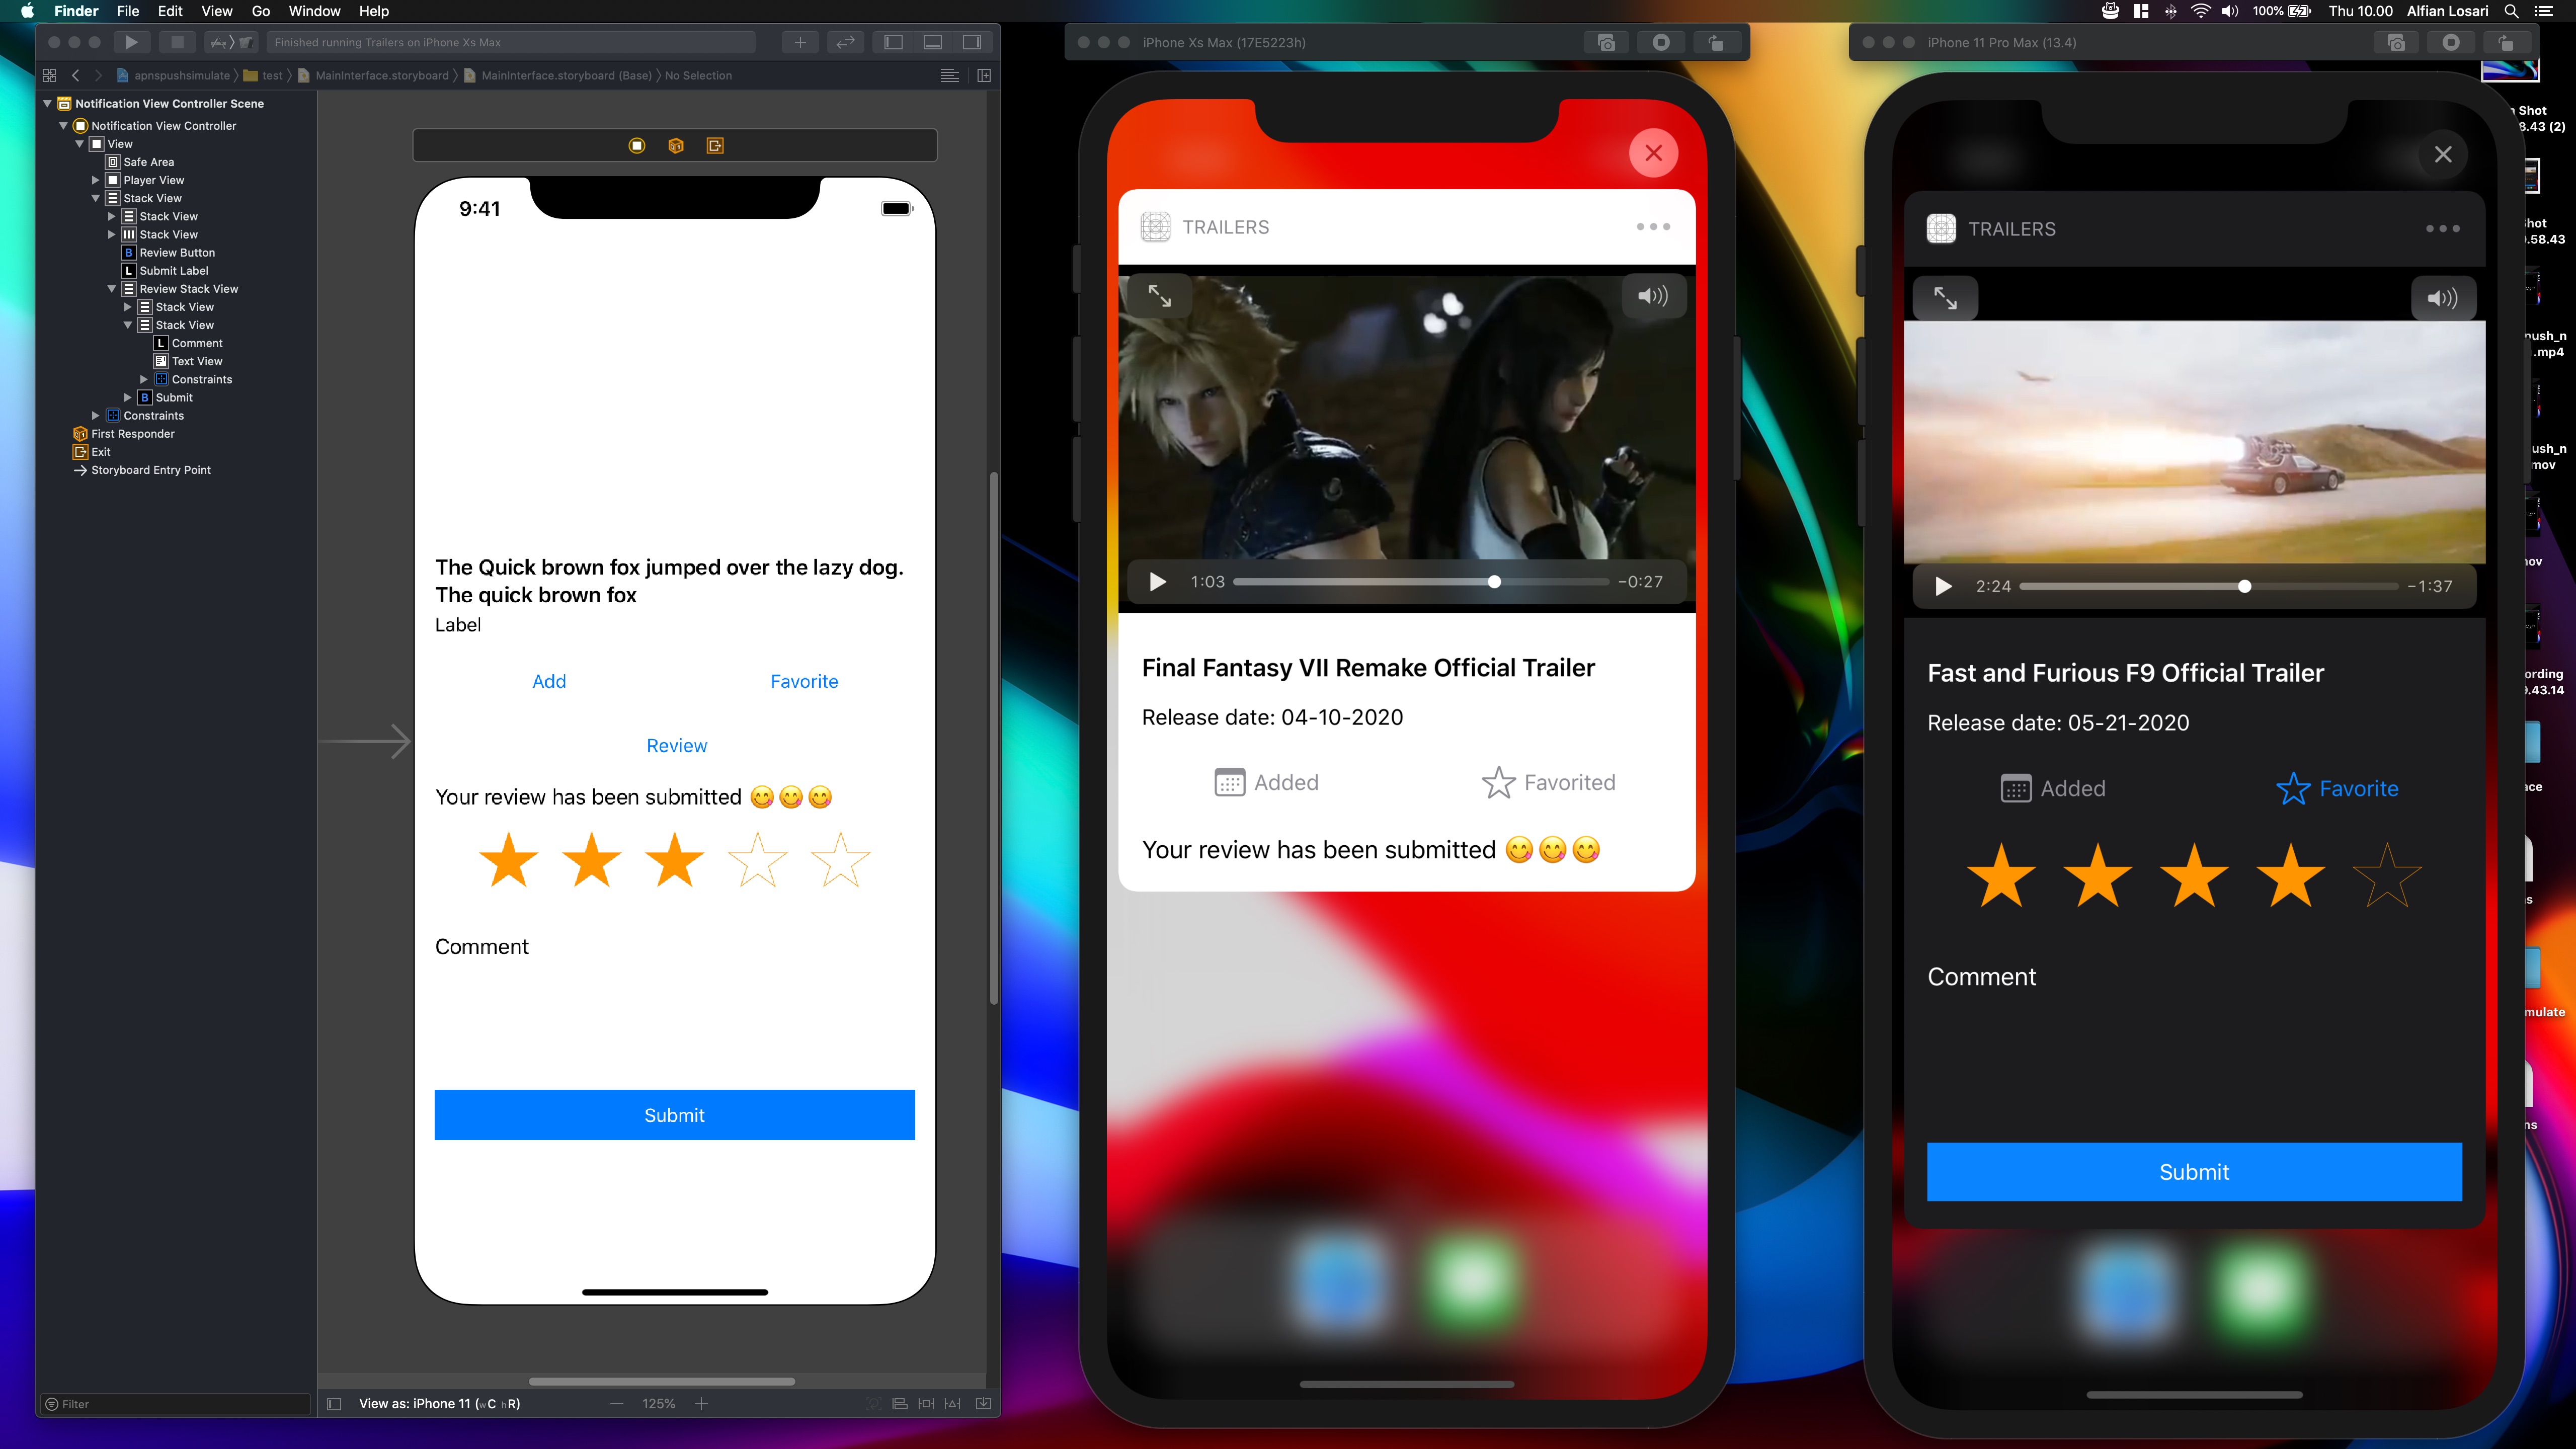 Finder File Edit View Go Window Help
100% Thu 10.00 Alfian Losari
Finished running Trailers on iPhone Xs Max
apnspushsimulate test MainInterface.storyboard MainInterface.storyboard (Base) No Selection
Notification View Controller Scene
Notification View Controller
View
Safe Area
Player View
Stack View
Stack View
Stack View
B Review Button
L Submit Label
Review Stack View
Stack View
Stack View
L Comment
Text View
Constraints
B Submit
Constraints
First Responder
Exit
Storyboard Entry Point
Filter
9:41
The Quick brown fox jumped over the lazy dog.
The quick brown fox
Label
Add Favorite
Review
Your review has been submitted 😋😋😋
Comment
Submit
View as: iPhone 11 (wC hR)
125%
iPhone Xs Max (17E5223h)
TRAILERS
1:03 −0:27
Final Fantasy VII Remake Official Trailer
Release date: 04-10-2020
Added Favorited
Your review has been submitted 😋😋😋
iPhone 11 Pro Max (13.4)
TRAILERS
2:24 −1:37
Fast and Furious F9 Official Trailer
Release date: 05-21-2020
Added Favorite
Comment
Submit
Shot
8.43 (2)
Shot
.58.43
push_n
.mp4
ush_n
mov
ov
ording
9.43.14
ace
s
mulate
ns